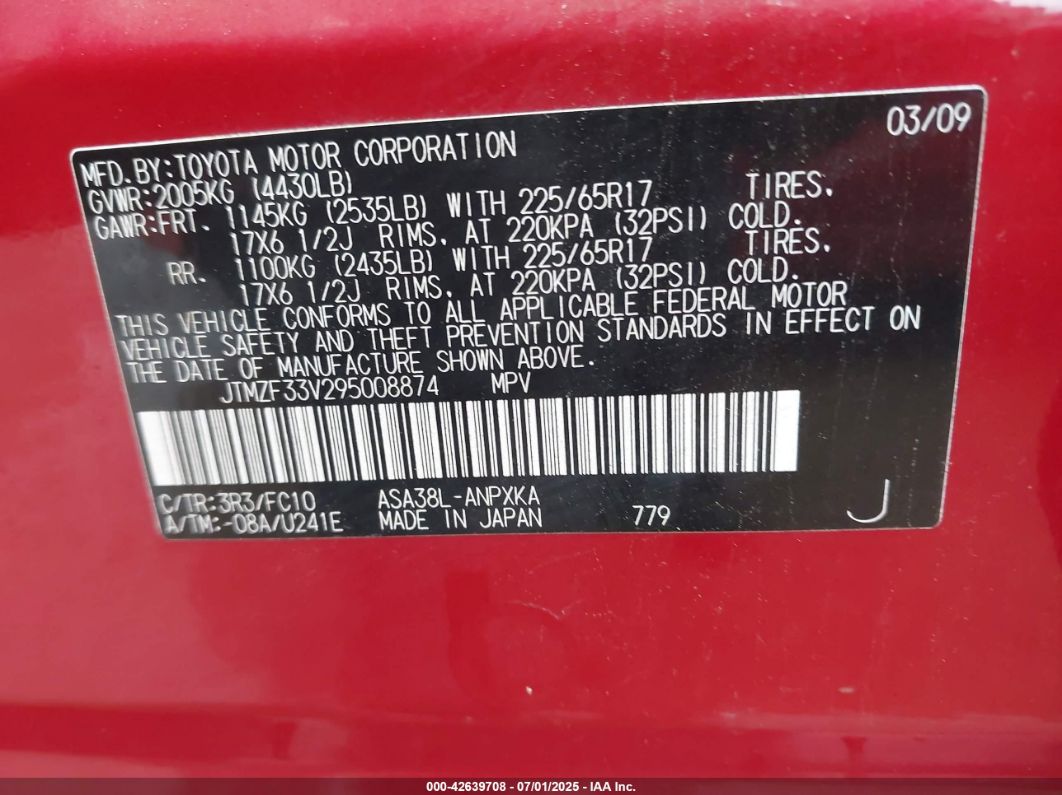 03/09
MFD.BY:TOYOTA MOTOR CORPORATION
GVWR:2005KG (4430LB)
GAWR:FRT. 1145KG (2535LB) WITH 225/65R17 TIRES.
17X6 1/2J RIMS, AT 220KPA (32PSI) COLD.
RR. 1100KG (2435LB) WITH 225/65R17 TIRES.
17X6 1/2J RIMS, AT 220KPA (32PSI) COLD.
THIS VEHICLE CONFORMS TO ALL APPLICABLE FEDERAL MOTOR
VEHICLE SAFETY AND THEFT PREVENTION STANDARDS IN EFFECT ON
THE DATE OF MANUFACTURE SHOWN ABOVE.
JTMZF33V295008874 MPV
C/TR:3R3/FC10 ASA38L-ANPXKA
A/TM:-08A/U241E MADE IN JAPAN 779 J
000-42639708 - 07/01/2025 - IAA Inc.